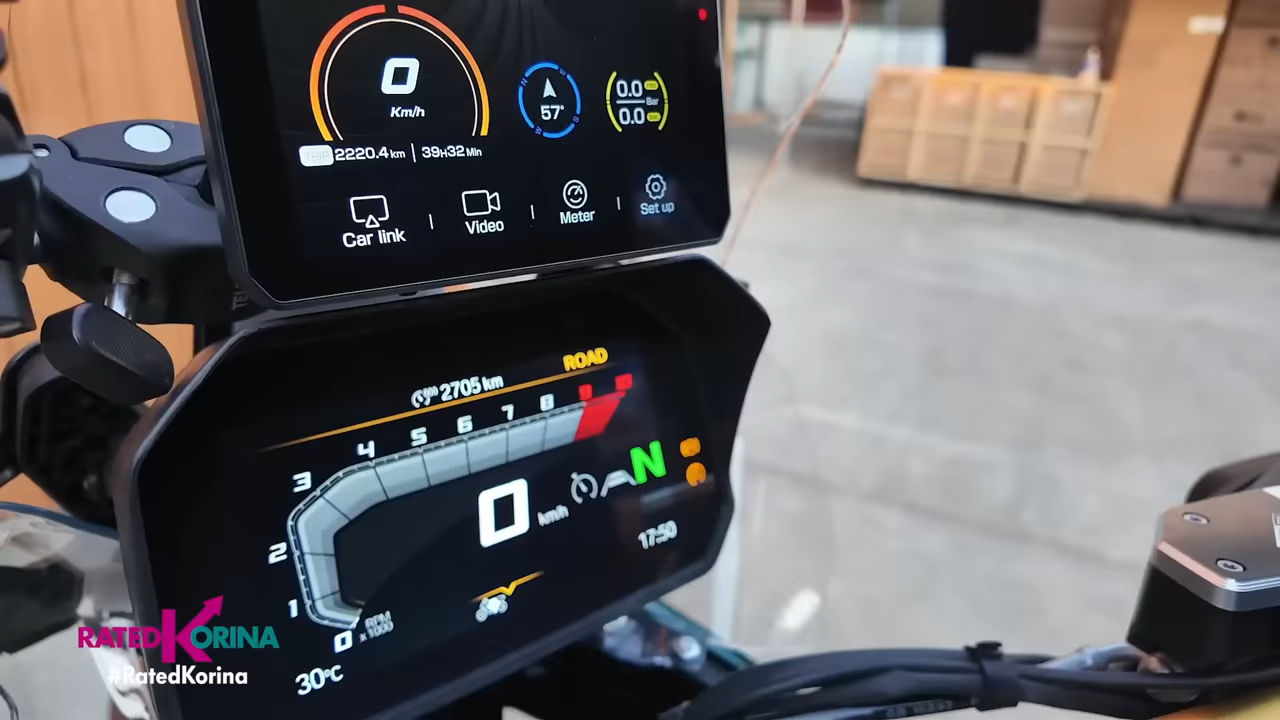 0
Km/h
57°
0.0
Bar
0.0
TRIP 2220.4 km | 39H32 Min
Car link
Video
Meter
Set up
ROAD
2705 km
1 2 3 4 5 6 7 8
0
RPM
x 1000
0 km/h
N
17:50
30°C
RATEDKORINA
#RatedKorina